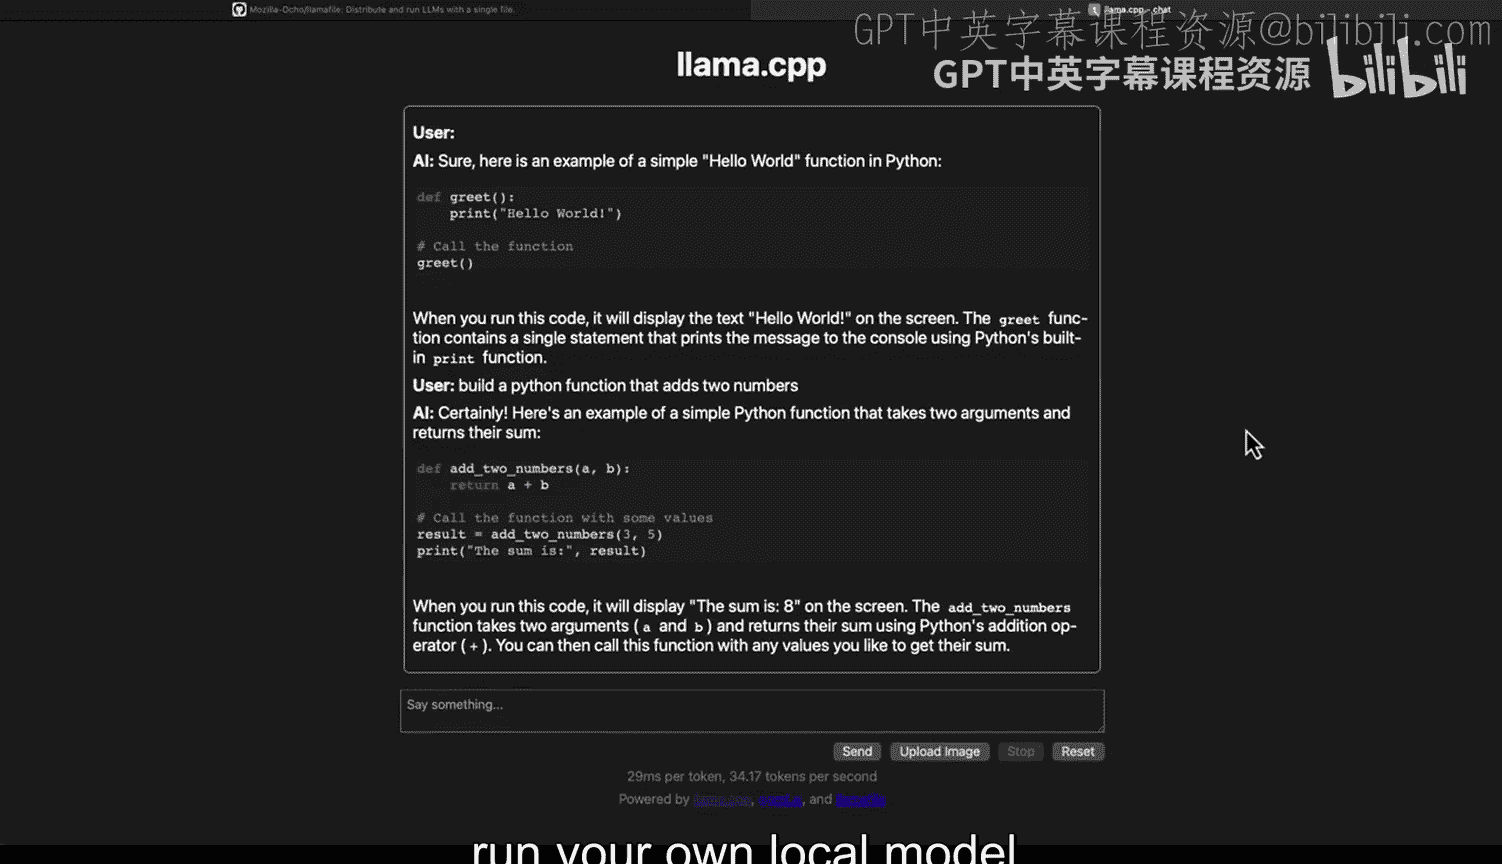 Mozilla-Ocho/llamafile: Distribute and run LLMs with a single file.
llama.cpp - chat
GPT中英字幕课程资源@bilibili.com
GPT中英字幕课程资源 bilibili
llama.cpp
User:
AI: Sure, here is an example of a simple "Hello World" function in Python:
def greet():
    print("Hello World!")
# Call the function
greet()
When you run this code, it will display the text "Hello World!" on the screen. The greet func-
tion contains a single statement that prints the message to the console using Python's built-
in print function.
User: build a python function that adds two numbers
AI: Certainly! Here's an example of a simple Python function that takes two arguments and
returns their sum:
def add_two_numbers(a, b):
    return a + b
# Call the function with some values
result = add_two_numbers(3, 5)
print("The sum is:", result)
When you run this code, it will display "The sum is: 8" on the screen. The add_two_numbers
function takes two arguments ( a and b ) and returns their sum using Python's addition op-
erator ( + ). You can then call this function with any values you like to get their sum.
Say something...
Send Upload Image Stop Reset
29ms per token, 34.17 tokens per second
Powered by , , and
run your own local model